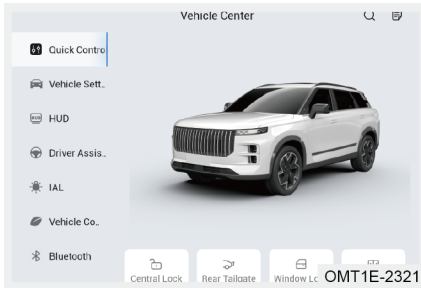 Vehicle Center
Quick Contro
Vehicle Sett..
HUD
HUD
Driver Assis..
IAL
Vehicle Co..
Bluetooth
Central Lock
Rear Tailgate
Window Lo
OMT1E-2321